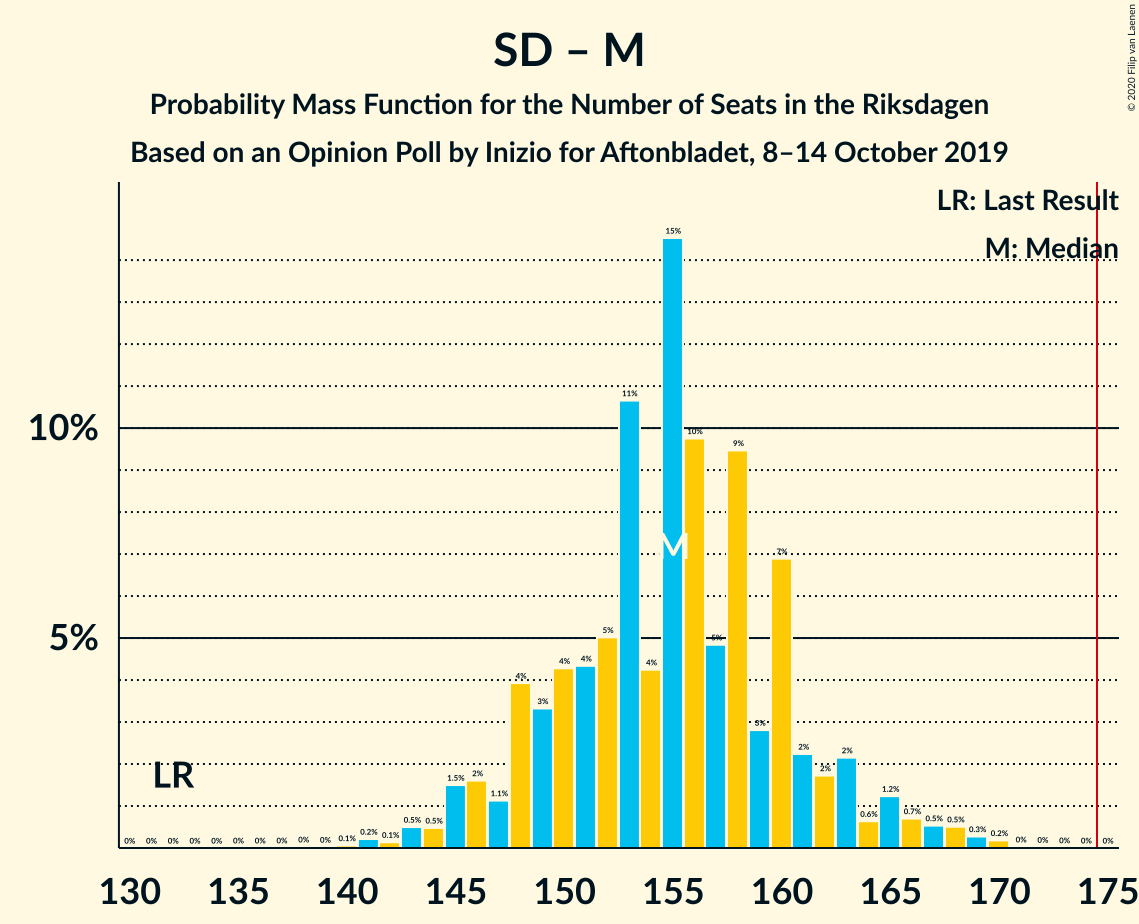 © 2020 Filip van Laenen
SD – M
Probability Mass Function for the Number of Seats in the Riksdagen
Based on an Opinion Poll by Inizio for Aftonbladet, 8–14 October 2019
LR: Last Result
M: Median
10%
5%
LR
M
0% 0% 0% 0% 0% 0% 0% 0% 0% 0% 0.1% 0.2% 0.1% 0.5% 0.5% 1.5% 2% 1.1% 4% 3% 4% 4% 5% 11% 4% 15% 10% 5% 9% 3% 7% 2% 2% 2% 0.6% 1.2% 0.7% 0.5% 0.5% 0.3% 0.2% 0% 0% 0% 0% 0%
130 135 140 145 150 155 160 165 170 175